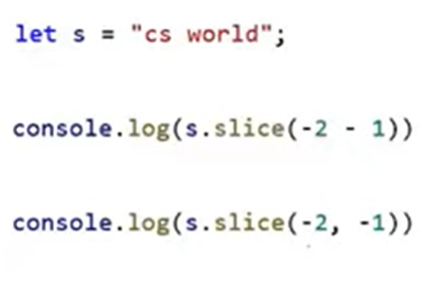 let s = "cs world";
console.log(s.slice(-2 - 1))
console.log(s.slice(-2, -1))